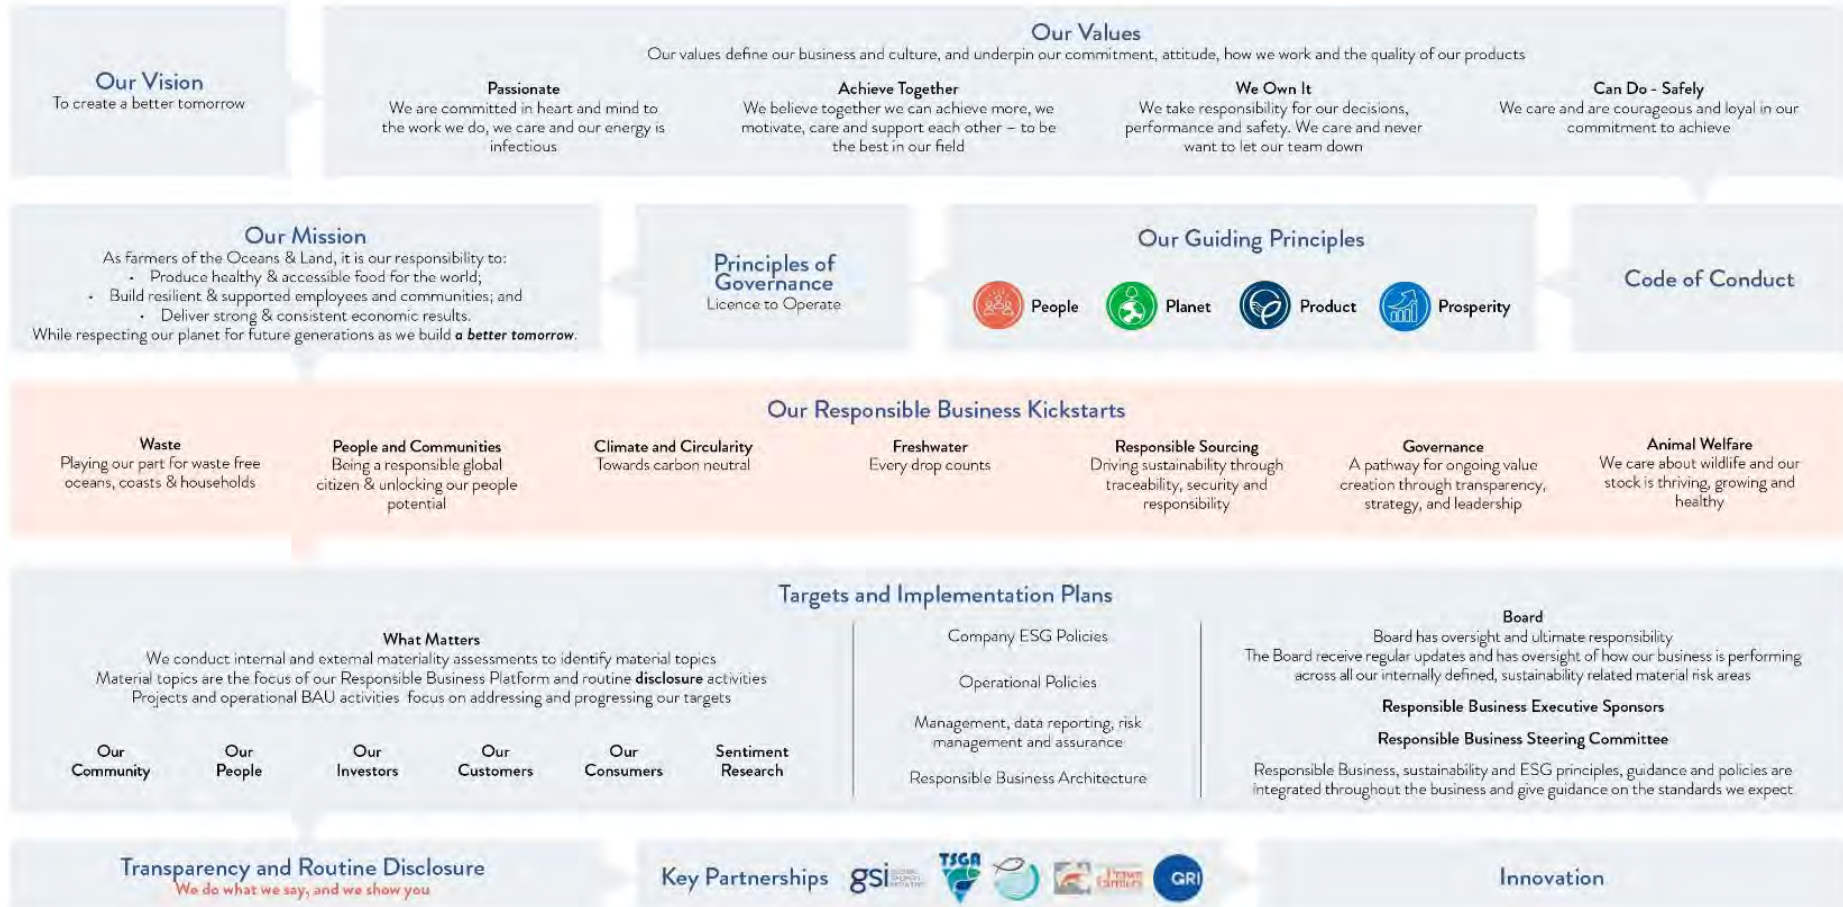 Our Vision
To create a better tomorrow
Our Values
Our values define our business and culture, and underpin our commitment, attitude, how we work and the quality of our products
Passionate
We are committed in heart and mind to
the work we do, we care and our energy is
infectious
Achieve Together
We believe together we can achieve more, we
motivate, care and support each other – to be
the best in our field
We Own It
We take responsibility for our decisions,
performance and safety. We care and never
want to let our team down
Can Do - Safely
We care and are courageous and loyal in our
commitment to achieve
Our Mission
As farmers of the Oceans & Land, it is our responsibility to:
• Produce healthy & accessible food for the world;
• Build resilient & supported employees and communities; and
• Deliver strong & consistent economic results.
While respecting our planet for future generations as we build a better tomorrow.
Principles of
Governance
Licence to Operate
Our Guiding Principles
People
Planet
Product
Prosperity
Code of Conduct
Our Responsible Business Kickstarts
Waste
Playing our part for waste free
oceans, coasts & households
People and Communities
Being a responsible global
citizen & unlocking our people
potential
Climate and Circularity
Towards carbon neutral
Freshwater
Every drop counts
Responsible Sourcing
Driving sustainability through
traceability, security and
responsibility
Governance
A pathway for ongoing value
creation through transparency,
strategy, and leadership
Animal Welfare
We care about wildlife and our
stock is thriving, growing and
healthy
Targets and Implementation Plans
What Matters
We conduct internal and external materiality assessments to identify material topics
Material topics are the focus of our Responsible Business Platform and routine disclosure activities
Projects and operational BAU activities focus on addressing and progressing our targets
Our
Community
Our
People
Our
Investors
Our
Customers
Our
Consumers
Sentiment
Research
Company ESG Policies
Operational Policies
Management, data reporting, risk
management and assurance
Responsible Business Architecture
Board
Board has oversight and ultimate responsibility
The Board receive regular updates and has oversight of how our business is performing
across all our internally defined, sustainability related material risk areas
Responsible Business Executive Sponsors
Responsible Business Steering Committee
Responsible Business, sustainability and ESG principles, guidance and policies are
integrated throughout the business and give guidance on the standards we expect
Transparency and Routine Disclosure
We do what we say, and we show you
Key Partnerships
gsi
TSGA
Prawn
Farmers
GRI
Innovation